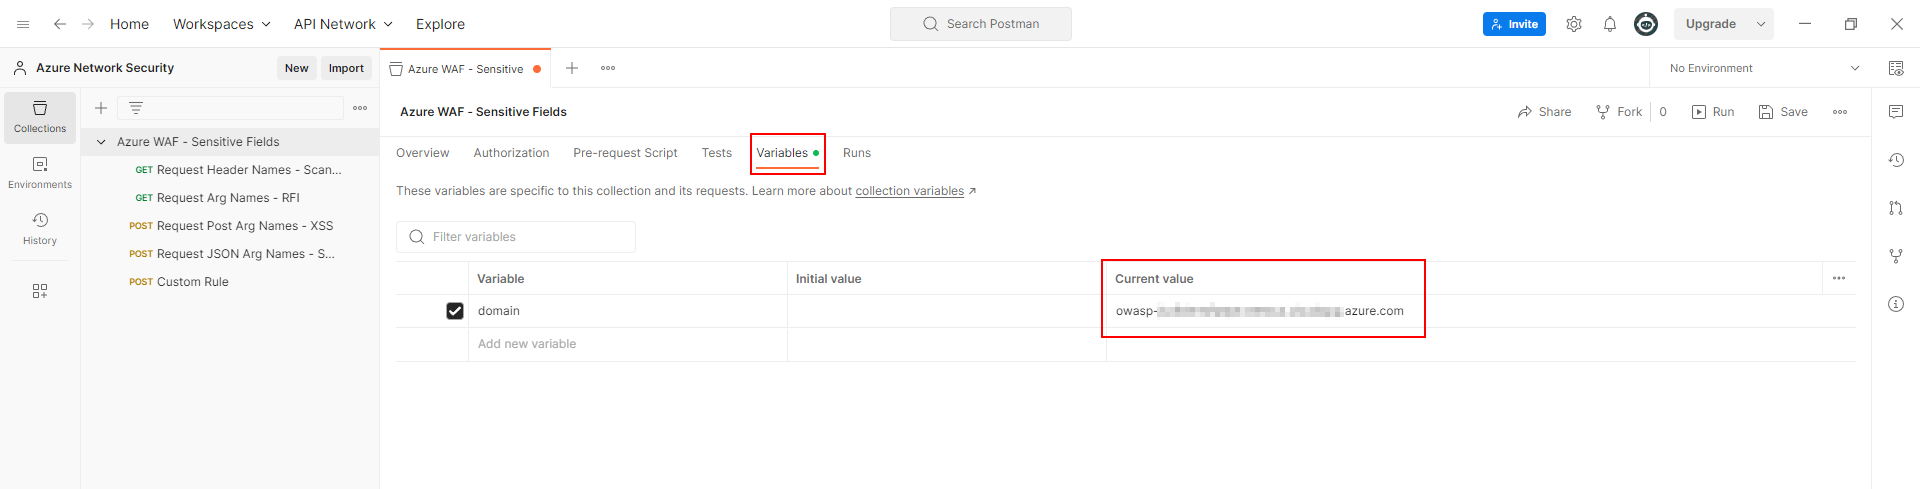 Home Workspaces API Network Explore Search Postman Invite Upgrade
Azure Network Security New Import
Azure WAF - Sensitive
No Environment
Collections
Environments
History
Azure WAF - Sensitive Fields
GET Request Header Names - Scan...
GET Request Arg Names - RFI
POST Request Post Arg Names - XSS
POST Request JSON Arg Names - S...
POST Custom Rule
Azure WAF - Sensitive Fields Share Fork 0 Run Save
Overview Authorization Pre-request Script Tests Variables Runs
These variables are specific to this collection and its requests. Learn more about collection variables ↗
Filter variables
Variable Initial value Current value
domain owasp- azure.com
Add new variable